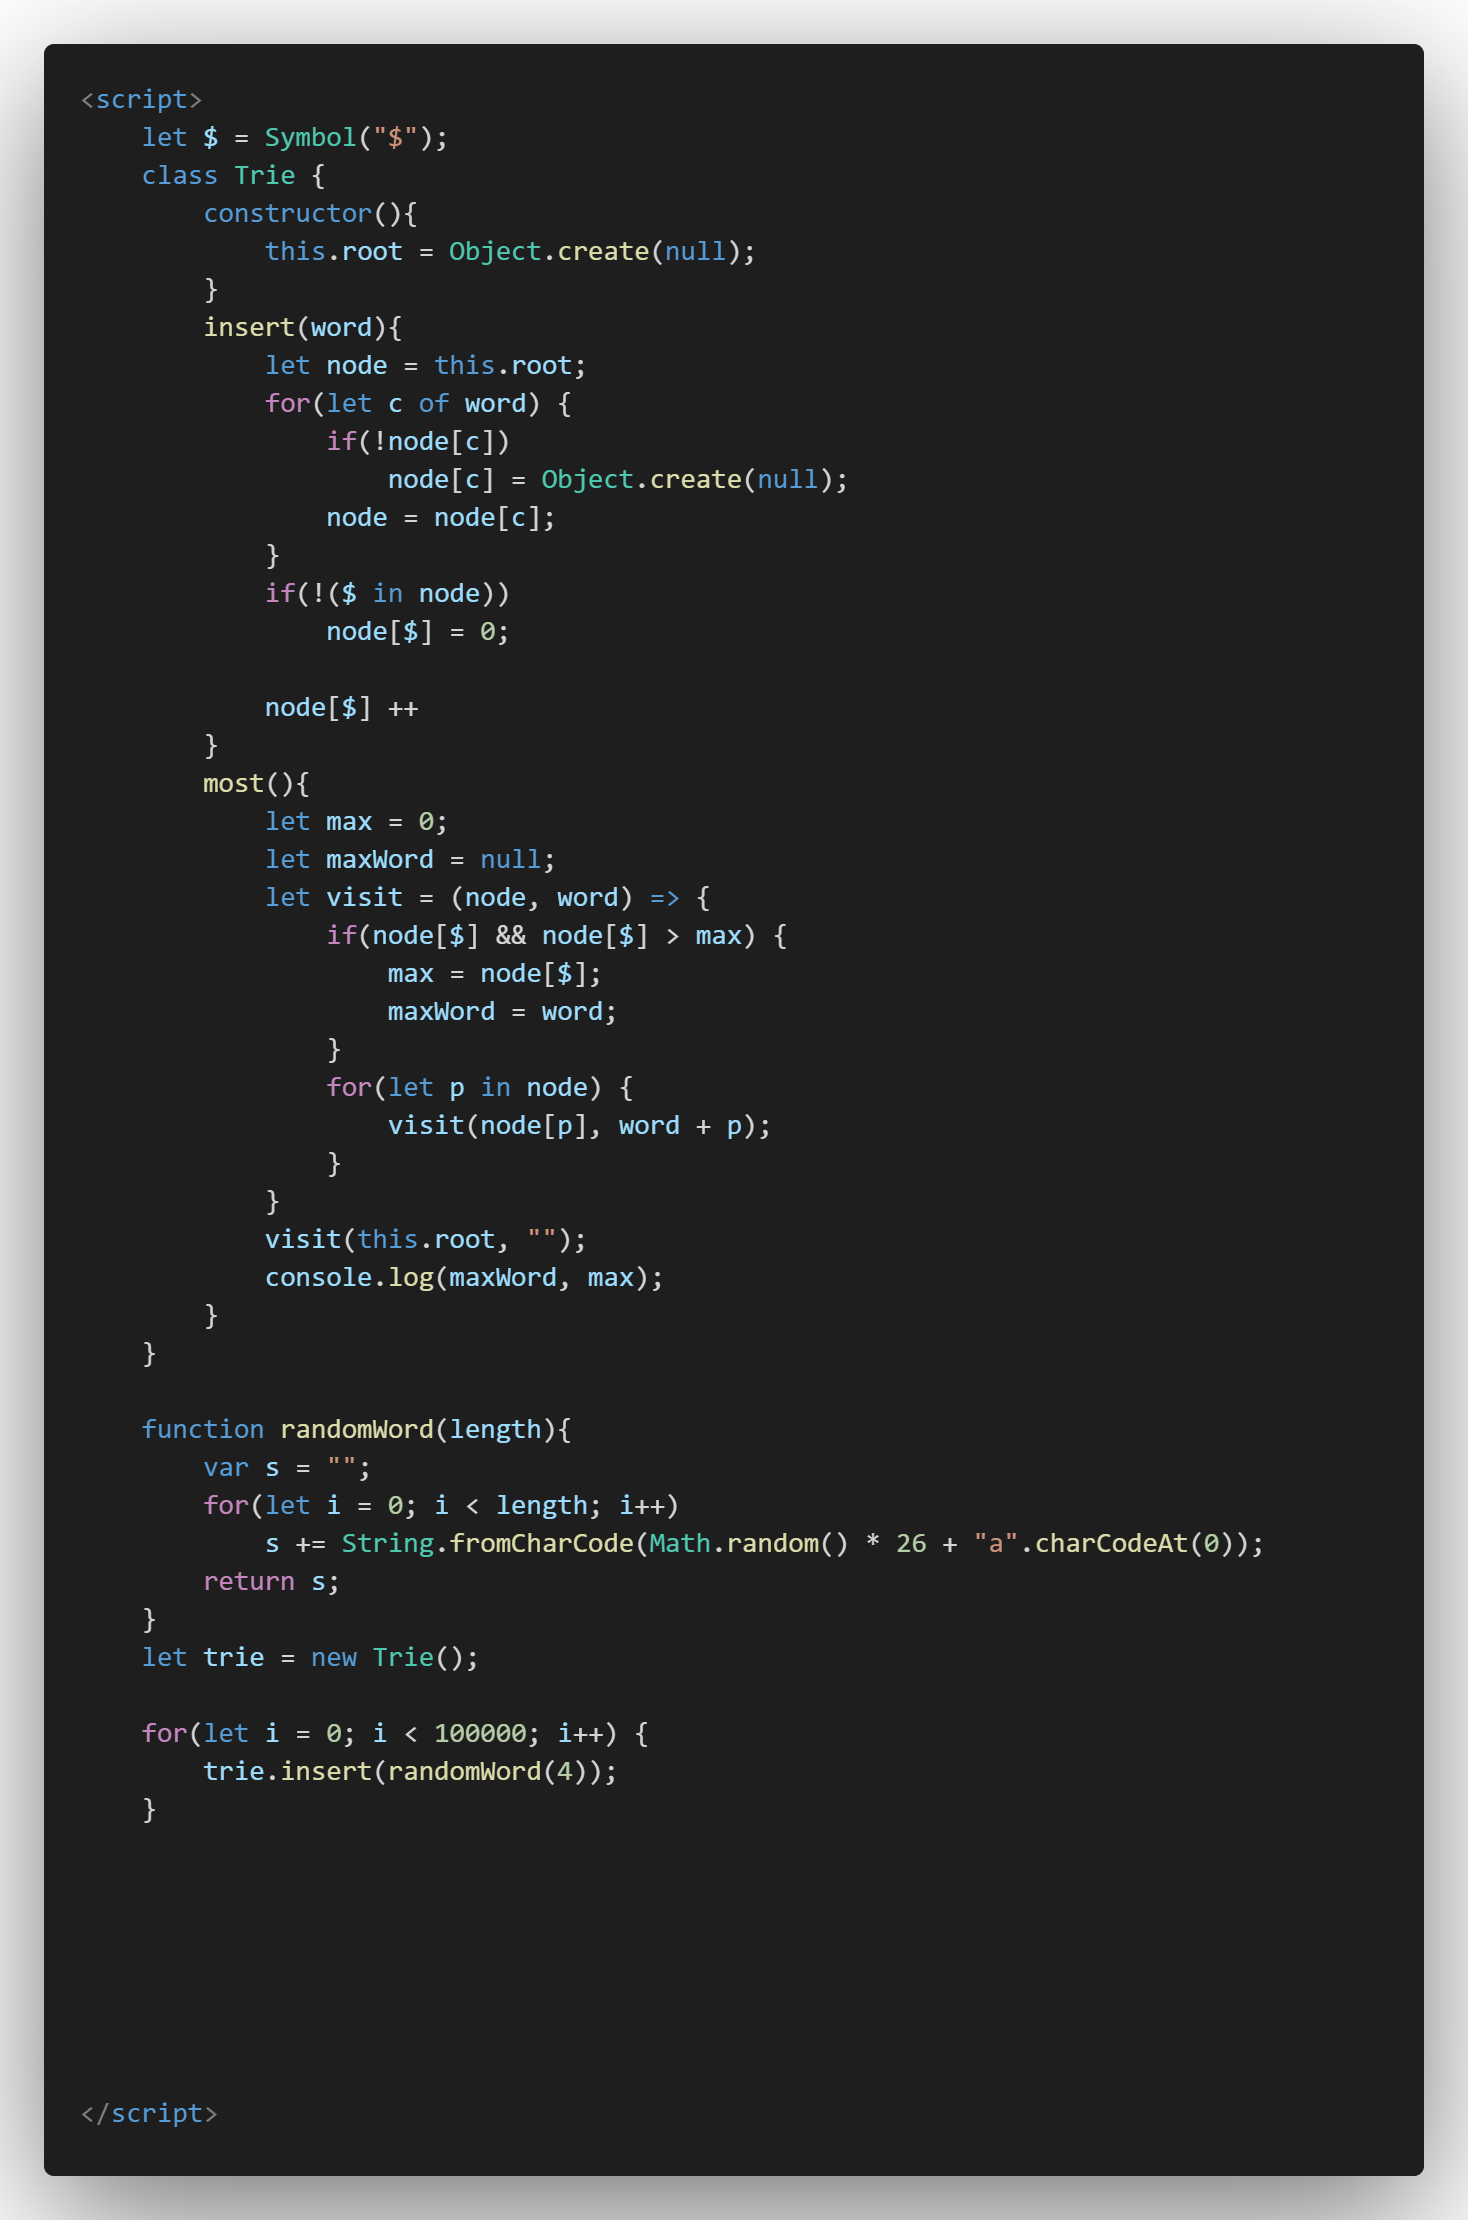 <script>
    let $ = Symbol("$");
    class Trie {
        constructor(){
            this.root = Object.create(null);
        }
        insert(word){
            let node = this.root;
            for(let c of word) {
                if(!node[c])
                    node[c] = Object.create(null);
                node = node[c];
            }
            if(!($ in node))
                node[$] = 0;

            node[$] ++
        }
        most(){
            let max = 0;
            let maxWord = null;
            let visit = (node, word) => {
                if(node[$] && node[$] > max) {
                    max = node[$];
                    maxWord = word;
                }
                for(let p in node) {
                    visit(node[p], word + p);
                }
            }
            visit(this.root, "");
            console.log(maxWord, max);
        }
    }

    function randomWord(length){
        var s = "";
        for(let i = 0; i < length; i++)
            s += String.fromCharCode(Math.random() * 26 + "a".charCodeAt(0));
        return s;
    }
    let trie = new Trie();

    for(let i = 0; i < 100000; i++) {
        trie.insert(randomWord(4));
    }
</script>